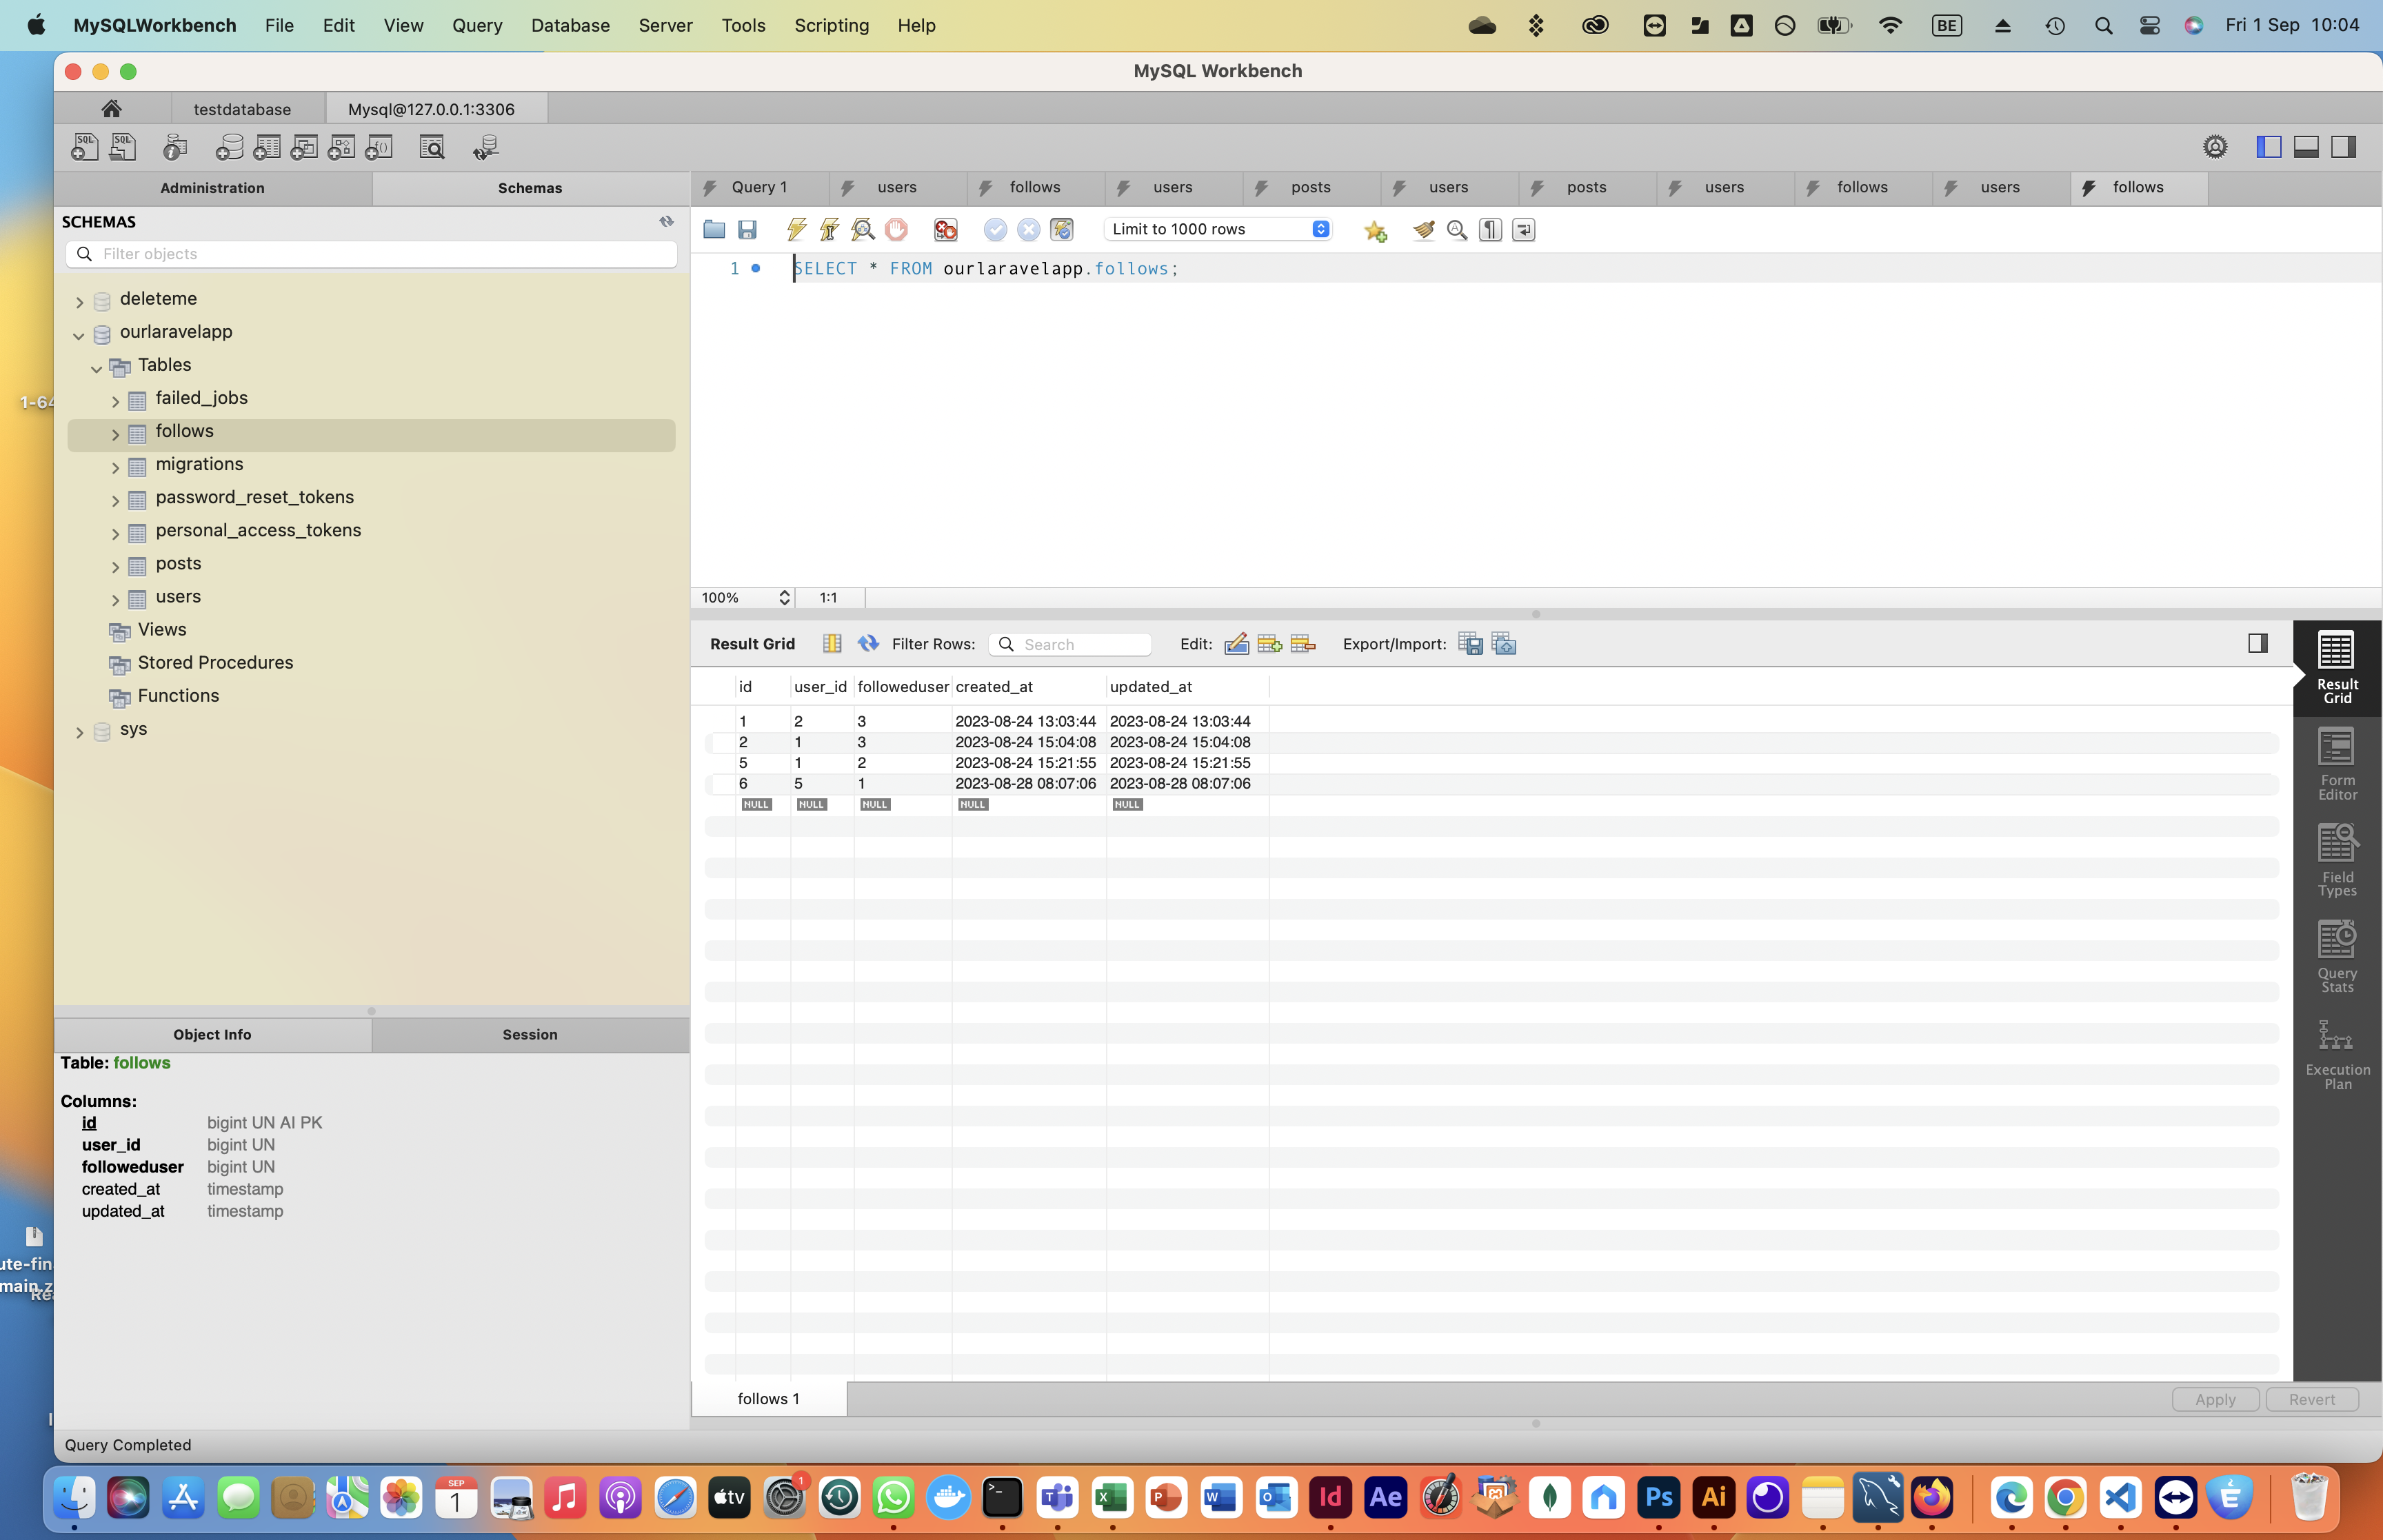 MySQLWorkbench File Edit View Query Database Server Tools Scripting Help BE Fri 1 Sep 10:04
MySQL Workbench
testdatabase Mysql@127.0.0.1:3306
Administration Schemas
Query 1 users follows users posts users posts users follows users follows
SCHEMAS
Filter objects
Limit to 1000 rows
1 SELECT * FROM ourlaravelapp.follows;
deleteme
ourlaravelapp
Tables
failed_jobs
follows
migrations
password_reset_tokens
personal_access_tokens
posts
users
Views
Stored Procedures
Functions
sys
1-64
100% 1:1
Result Grid Filter Rows: Search Edit: Export/Import:
id user_id followeduser created_at updated_at
1 2 3 2023-08-24 13:03:44 2023-08-24 13:03:44
2 1 3 2023-08-24 15:04:08 2023-08-24 15:04:08
5 1 2 2023-08-24 15:21:55 2023-08-24 15:21:55
6 5 1 2023-08-28 08:07:06 2023-08-28 08:07:06
NULL NULL NULL NULL NULL
Result
Grid
Form
Editor
Field
Types
Query
Stats
Execution
Plan
Object Info Session
Table: follows
Columns:
id bigint UN AI PK
user_id bigint UN
followeduser bigint UN
created_at timestamp
updated_at timestamp
ute-fin
main.z
Rea
follows 1
Apply Revert
Query Completed
SEP
1
tv
1
Id
Ae
Ps
Ai